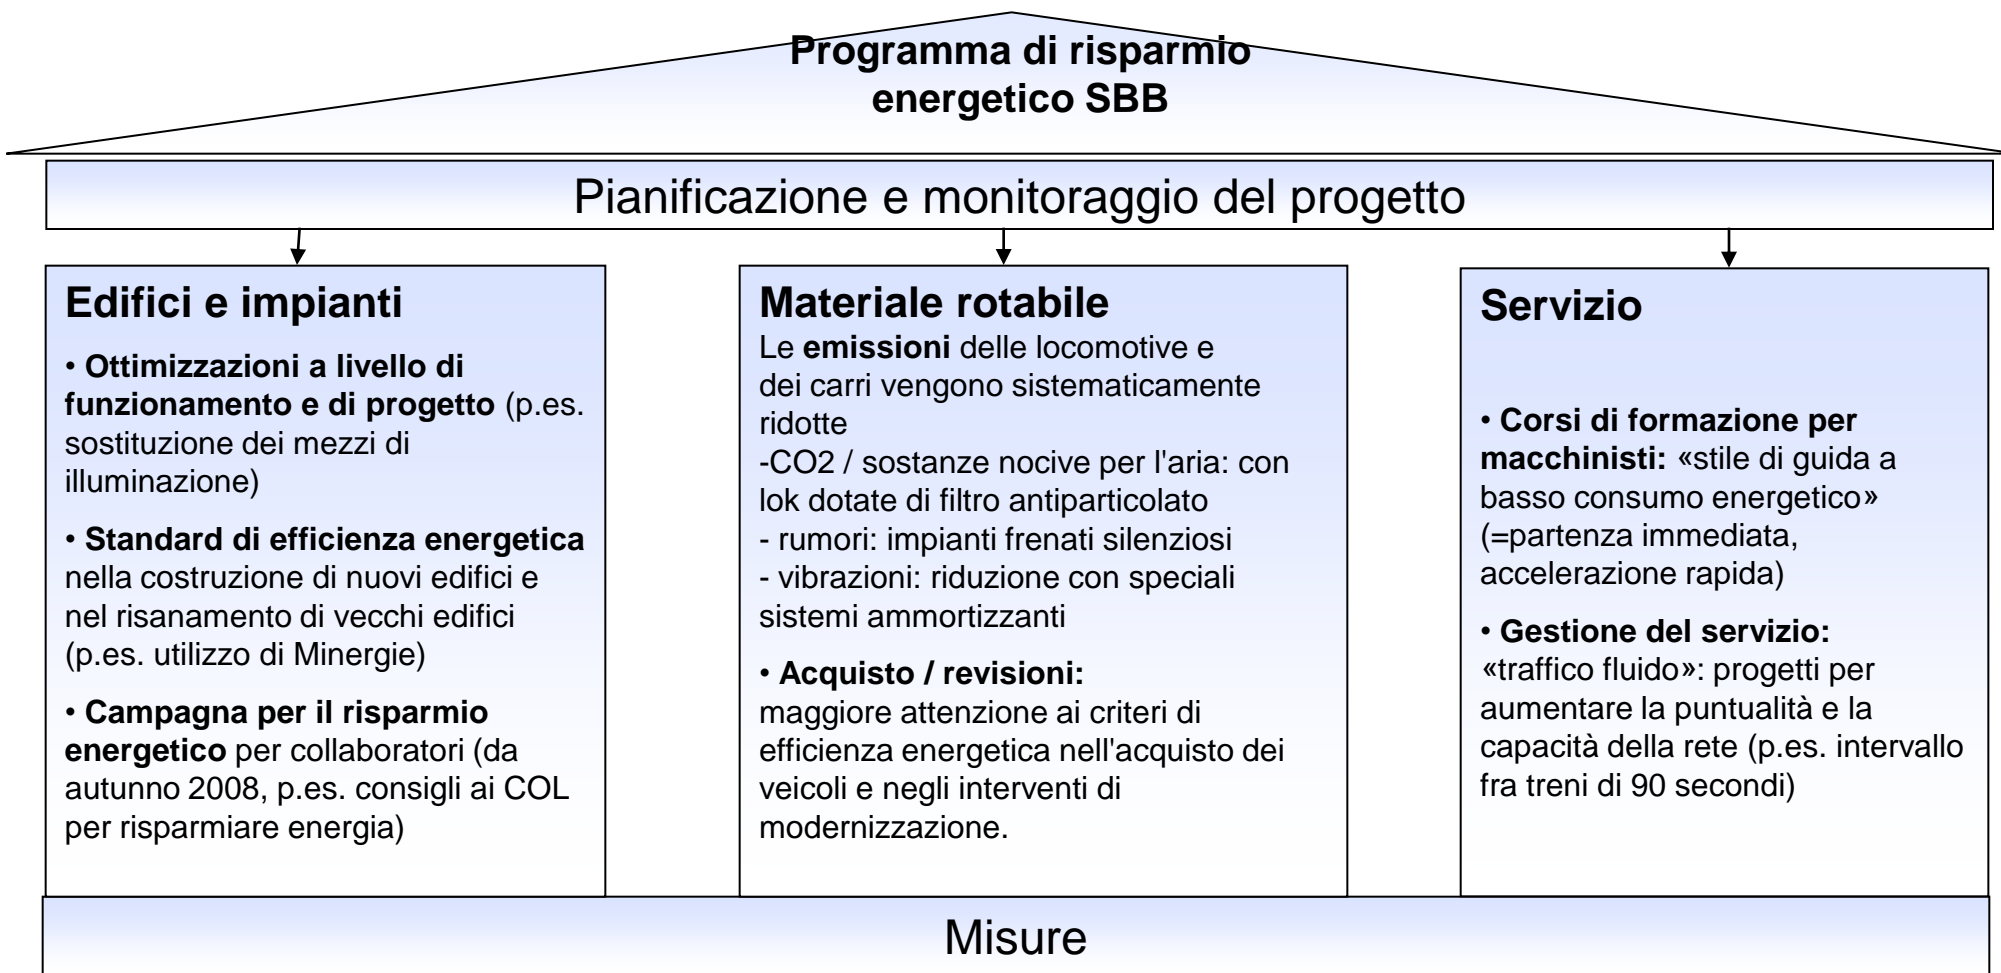 Programma di risparmio
energetico SBB
Pianificazione e monitoraggio del progetto
Edifici e impianti
• Ottimizzazioni a livello di
funzionamento e di progetto (p.es.
sostituzione dei mezzi di
illuminazione)
• Standard di efficienza energetica
nella costruzione di nuovi edifici e
nel risanamento di vecchi edifici
(p.es. utilizzo di Minergie)
• Campagna per il risparmio
energetico per collaboratori (da
autunno 2008, p.es. consigli ai COL
per risparmiare energia)
Materiale rotabile
Le emissioni delle locomotive e
dei carri vengono sistematicamente
ridotte
-CO2 / sostanze nocive per l'aria: con
lok dotate di filtro antiparticolato
- rumori: impianti frenati silenziosi
- vibrazioni: riduzione con speciali
sistemi ammortizzanti
• Acquisto / revisioni:
maggiore attenzione ai criteri di
efficienza energetica nell'acquisto dei
veicoli e negli interventi di
modernizzazione.
Servizio
• Corsi di formazione per
macchinisti: «stile di guida a
basso consumo energetico»
(=partenza immediata,
accelerazione rapida)
• Gestione del servizio:
«traffico fluido»: progetti per
aumentare la puntualità e la
capacità della rete (p.es. intervallo
fra treni di 90 secondi)
Misure